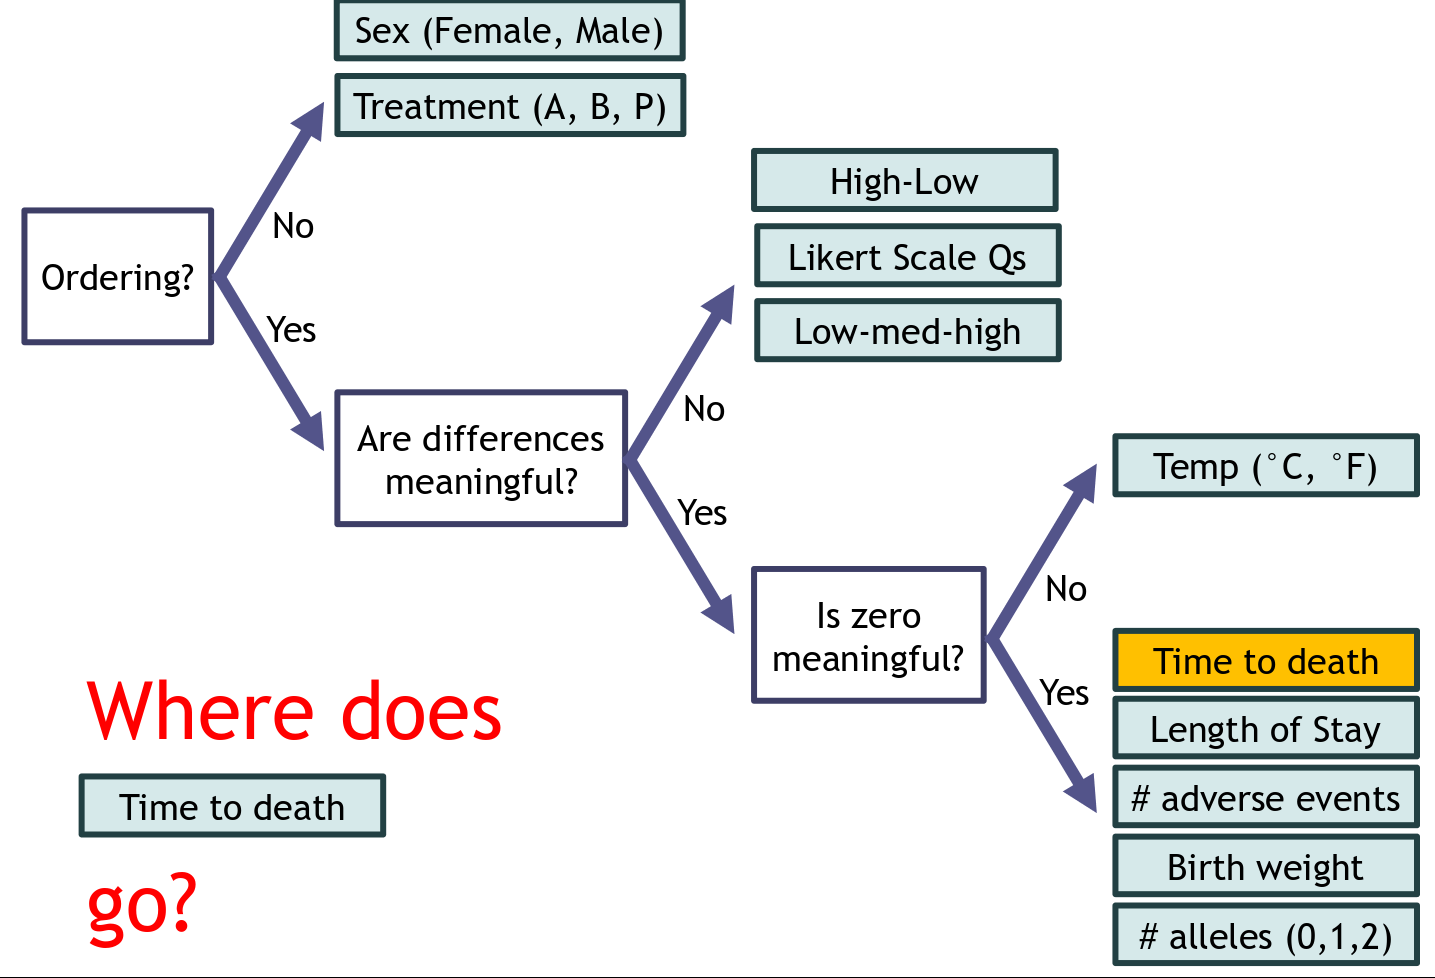 Sex (Female, Male)
Treatment (A, B, P)
No
Ordering?
Yes
High-Low
Likert Scale Qs
Low-med-high
No
Are differences
meaningful?
Yes
Temp (°C, °F)
No
Is zero
meaningful?
Yes
Time to death
Length of Stay
# adverse events
Birth weight
# alleles (0,1,2)
Where does
Time to death
go?